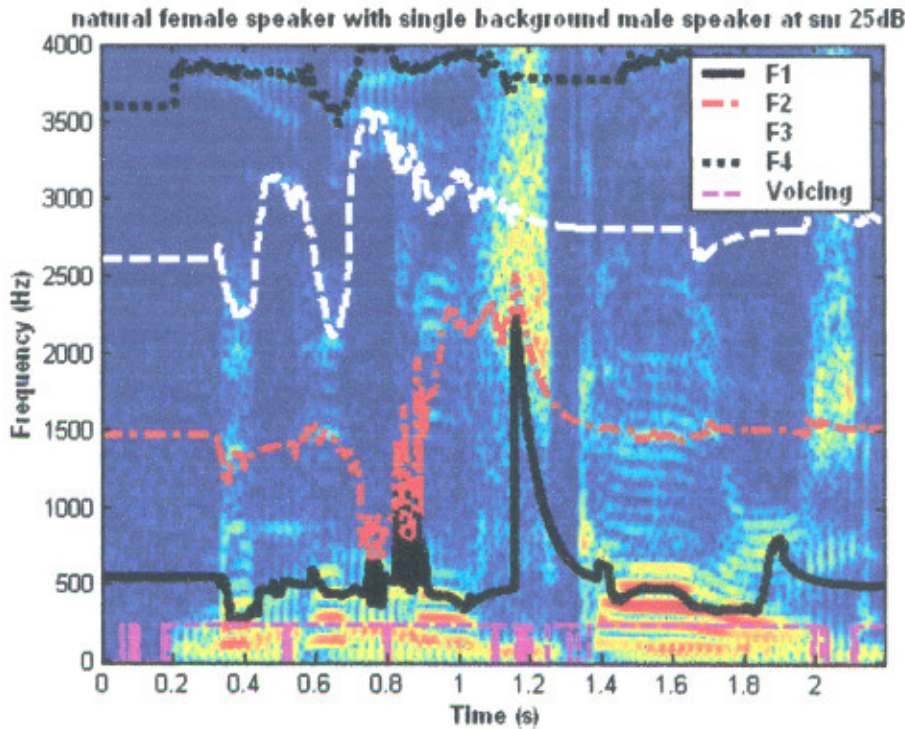 natural female speaker with single background male speaker at snr 25dB
4000
3500
3000
2500
2000
1500
1000
500
0
Frequency (Hz)
F1
F2
F3
F4
Voicing
0 0.2 0.4 0.6 0.8 1 1.2 1.4 1.6 1.8 2
Time (s)